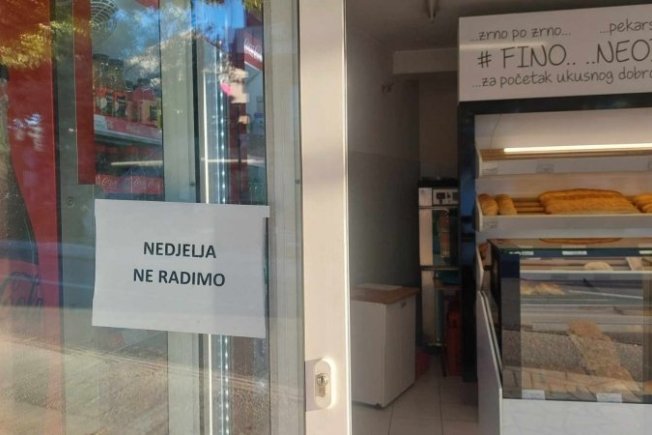 ...zrno po zrno... ...pekars
# FINO.. ..NEO
...za početak ukusnog dobro
NEDJELJA
NE RADIMO